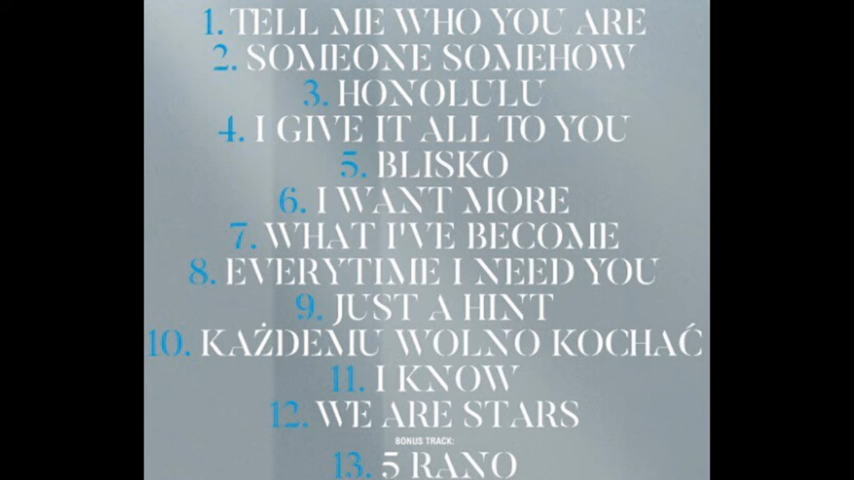 1. TELL ME WHO YOU ARE
2. SOMEONE SOMEHOW
3. HONOLULU
4. I GIVE IT ALL TO YOU
5. BLISKO
6. I WANT MORE
7. WHAT I'VE BECOME
8. EVERYTIME I NEED YOU
9. JUST A HINT
10. KAŻDEMU WOLNO KOCHAĆ
11. I KNOW
12. WE ARE STARS
BONUS TRACK:
13. 5 RANO